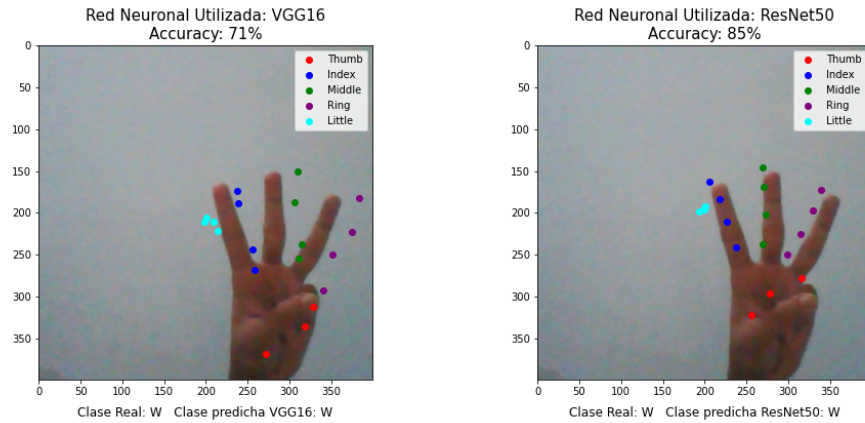 Red Neuronal Utilizada: VGG16
Accuracy: 71%
0
50
100
150
200
250
300
350
0
50
100
150
200
250
300
350
Thumb
Index
Middle
Ring
Little
Clase Real: W Clase predicha VGG16: W
Red Neuronal Utilizada: ResNet50
Accuracy: 85%
0
50
100
150
200
250
300
350
0
50
100
150
200
250
300
350
Thumb
Index
Middle
Ring
Little
Clase Real: W Clase predicha ResNet50: W